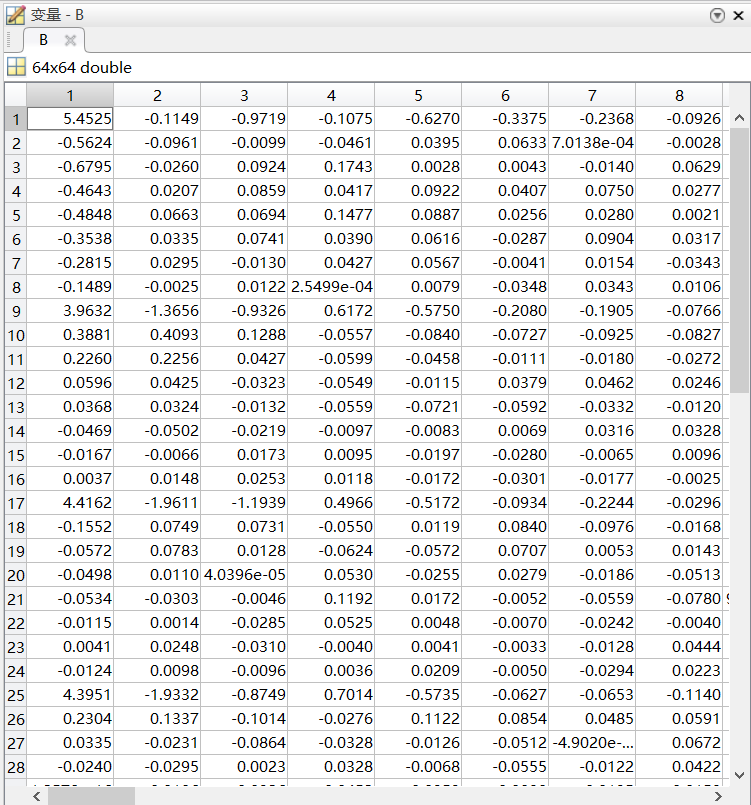 变量 - B
B
64x64 double
1 2 3 4 5 6 7 8
1 5.4525 -0.1149 -0.9719 -0.1075 -0.6270 -0.3375 -0.2368 -0.0926
2 -0.5624 -0.0961 -0.0099 -0.0461 0.0395 0.0633 7.0138e-04 -0.0028
3 -0.6795 -0.0260 0.0924 0.1743 0.0028 0.0043 -0.0140 0.0629
4 -0.4643 0.0207 0.0859 0.0417 0.0922 0.0407 0.0750 0.0277
5 -0.4848 0.0663 0.0694 0.1477 0.0887 0.0256 0.0280 0.0021
6 -0.3538 0.0335 0.0741 0.0390 0.0616 -0.0287 0.0904 0.0317
7 -0.2815 0.0295 -0.0130 0.0427 0.0567 -0.0041 0.0154 -0.0343
8 -0.1489 -0.0025 0.0122 2.5499e-04 0.0079 -0.0348 0.0343 0.0106
9 3.9632 -1.3656 -0.9326 0.6172 -0.5750 -0.2080 -0.1905 -0.0766
10 0.3881 0.4093 0.1288 -0.0557 -0.0840 -0.0727 -0.0925 -0.0827
11 0.2260 0.2256 0.0427 -0.0599 -0.0458 -0.0111 -0.0180 -0.0272
12 0.0596 0.0425 -0.0323 -0.0549 -0.0115 0.0379 0.0462 0.0246
13 0.0368 0.0324 -0.0132 -0.0559 -0.0721 -0.0592 -0.0332 -0.0120
14 -0.0469 -0.0502 -0.0219 -0.0097 -0.0083 0.0069 0.0316 0.0328
15 -0.0167 -0.0066 0.0173 0.0095 -0.0197 -0.0280 -0.0065 0.0096
16 0.0037 0.0148 0.0253 0.0118 -0.0172 -0.0301 -0.0177 -0.0025
17 4.4162 -1.9611 -1.1939 0.4966 -0.5172 -0.0934 -0.2244 -0.0296
18 -0.1552 0.0749 0.0731 -0.0550 0.0119 0.0840 -0.0976 -0.0168
19 -0.0572 0.0783 0.0128 -0.0624 -0.0572 0.0707 0.0053 0.0143
20 -0.0498 0.0110 4.0396e-05 0.0530 -0.0255 0.0279 -0.0186 -0.0513
21 -0.0534 -0.0303 -0.0046 0.1192 0.0172 -0.0052 -0.0559 -0.0780
22 -0.0115 0.0014 -0.0285 0.0525 0.0048 -0.0070 -0.0242 -0.0040
23 0.0041 0.0248 -0.0310 -0.0040 0.0041 -0.0033 -0.0128 0.0444
24 -0.0124 0.0098 -0.0096 0.0036 0.0209 -0.0050 -0.0294 0.0223
25 4.3951 -1.9332 -0.8749 0.7014 -0.5735 -0.0627 -0.0653 -0.1140
26 0.2304 0.1337 -0.1014 -0.0276 0.1122 0.0854 0.0485 0.0591
27 0.0335 -0.0231 -0.0864 -0.0328 -0.0126 -0.0512 -4.9020e-... 0.0672
28 -0.0240 -0.0295 0.0023 0.0328 -0.0068 -0.0555 -0.0122 0.0422